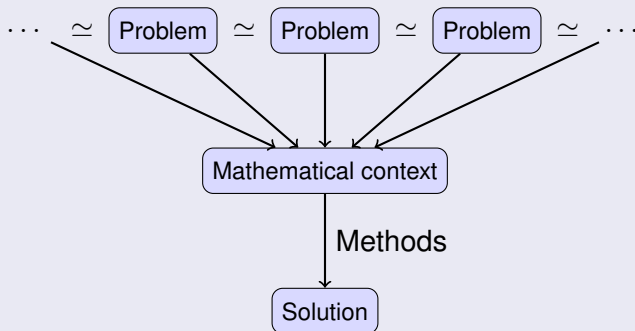 ⋯ ≃ Problem ≃ Problem ≃ Problem ≃ ⋯
Mathematical context
Methods
Solution